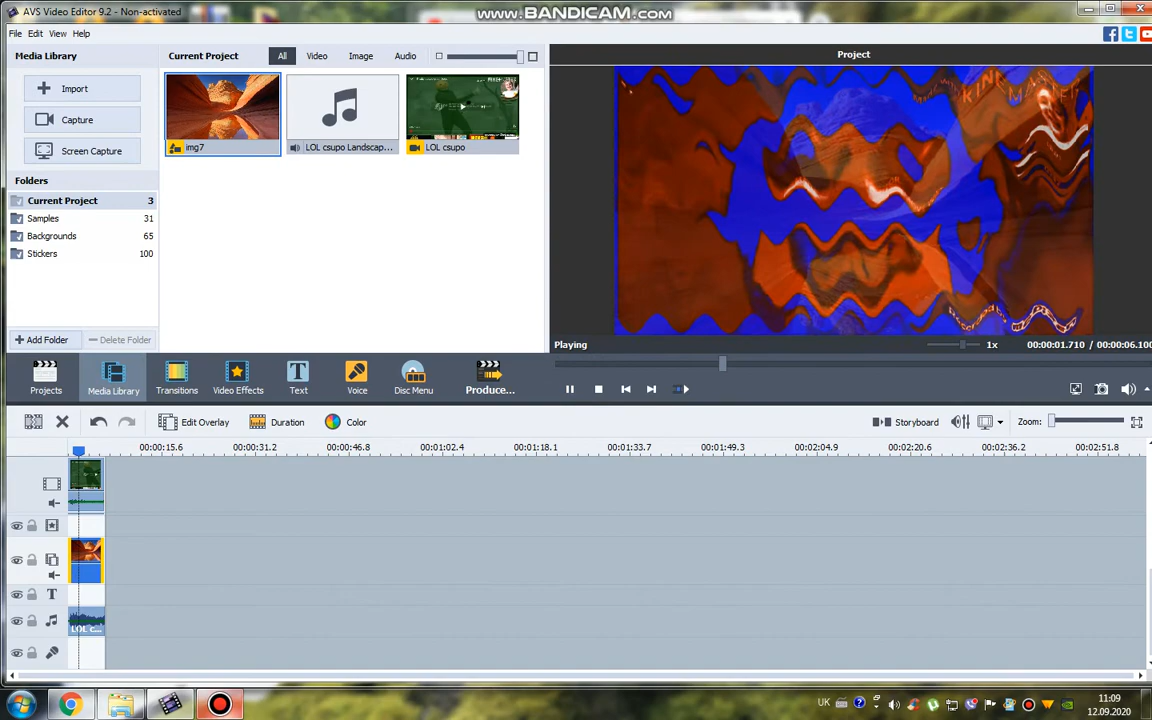 AVS Video Editor 9.2 - Non-activated
www.BANDICAM.com
File Edit View Help
Media Library
Import
Capture
Screen Capture
Folders
Current Project 3
Samples 31
Backgrounds 65
Stickers 100
Add Folder
Delete Folder
Current Project
All
Video
Image
Audio
img7
LOL csupo Landscap...
LOL csupo
Project
KINEMASTER
Playing
1x
00:00:01.710 / 00:00:06.100
Projects
Media Library
Transitions
Video Effects
Text
Voice
Disc Menu
Produce...
Edit Overlay
Duration
Color
Storyboard
Zoom:
00:00:15.6 00:00:31.2 00:00:46.8 00:01:02.4 00:01:18.1 00:01:33.7 00:01:49.3 00:02:04.9 00:02:20.6 00:02:36.2 00:02:51.8
T
LOL c...
UK
11:09
12.09.2020